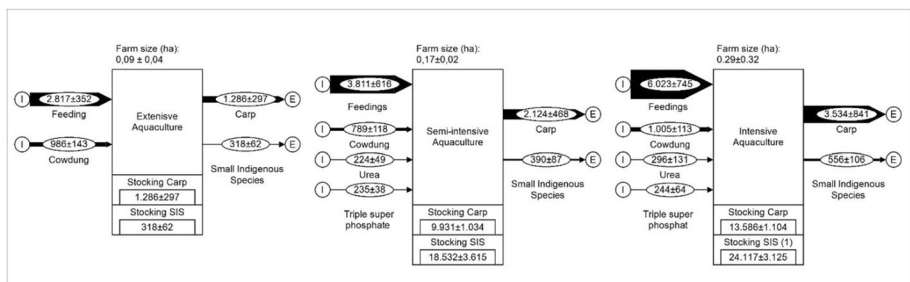 Farm size (ha):
0,09 ± 0,04
I
2.817±352
Feeding
I
986±143
Cowdung
Extensive
Aquaculture
1.286±297
E
Carp
318±62
E
Small Indigenous
Species
Stocking Carp
1.286±297
Stocking SIS
318±62
Farm size (ha):
0,17±0,02
I
3.811±616
Feedings
I
789±118
Cowdung
I
224±49
Urea
I
235±38
Triple super
phosphate
Semi-intensive
Aquaculture
2.124±468
E
Carp
390±87
E
Small Indigenous
Species
Stocking Carp
9.931±1.034
Stocking SIS
18.532±3.615
Farm size (ha):
0.29±0.32
I
6.023±745
Feedings
I
1.005±113
Cowdung
I
296±131
Urea
I
244±64
Triple super
phosphat
Intensive
Aquaculture
3.534±841
E
Carp
556±106
E
Small Indigenous
Species
Stocking Carp
13.586±1.104
Stocking SIS (1)
24.117±3.125